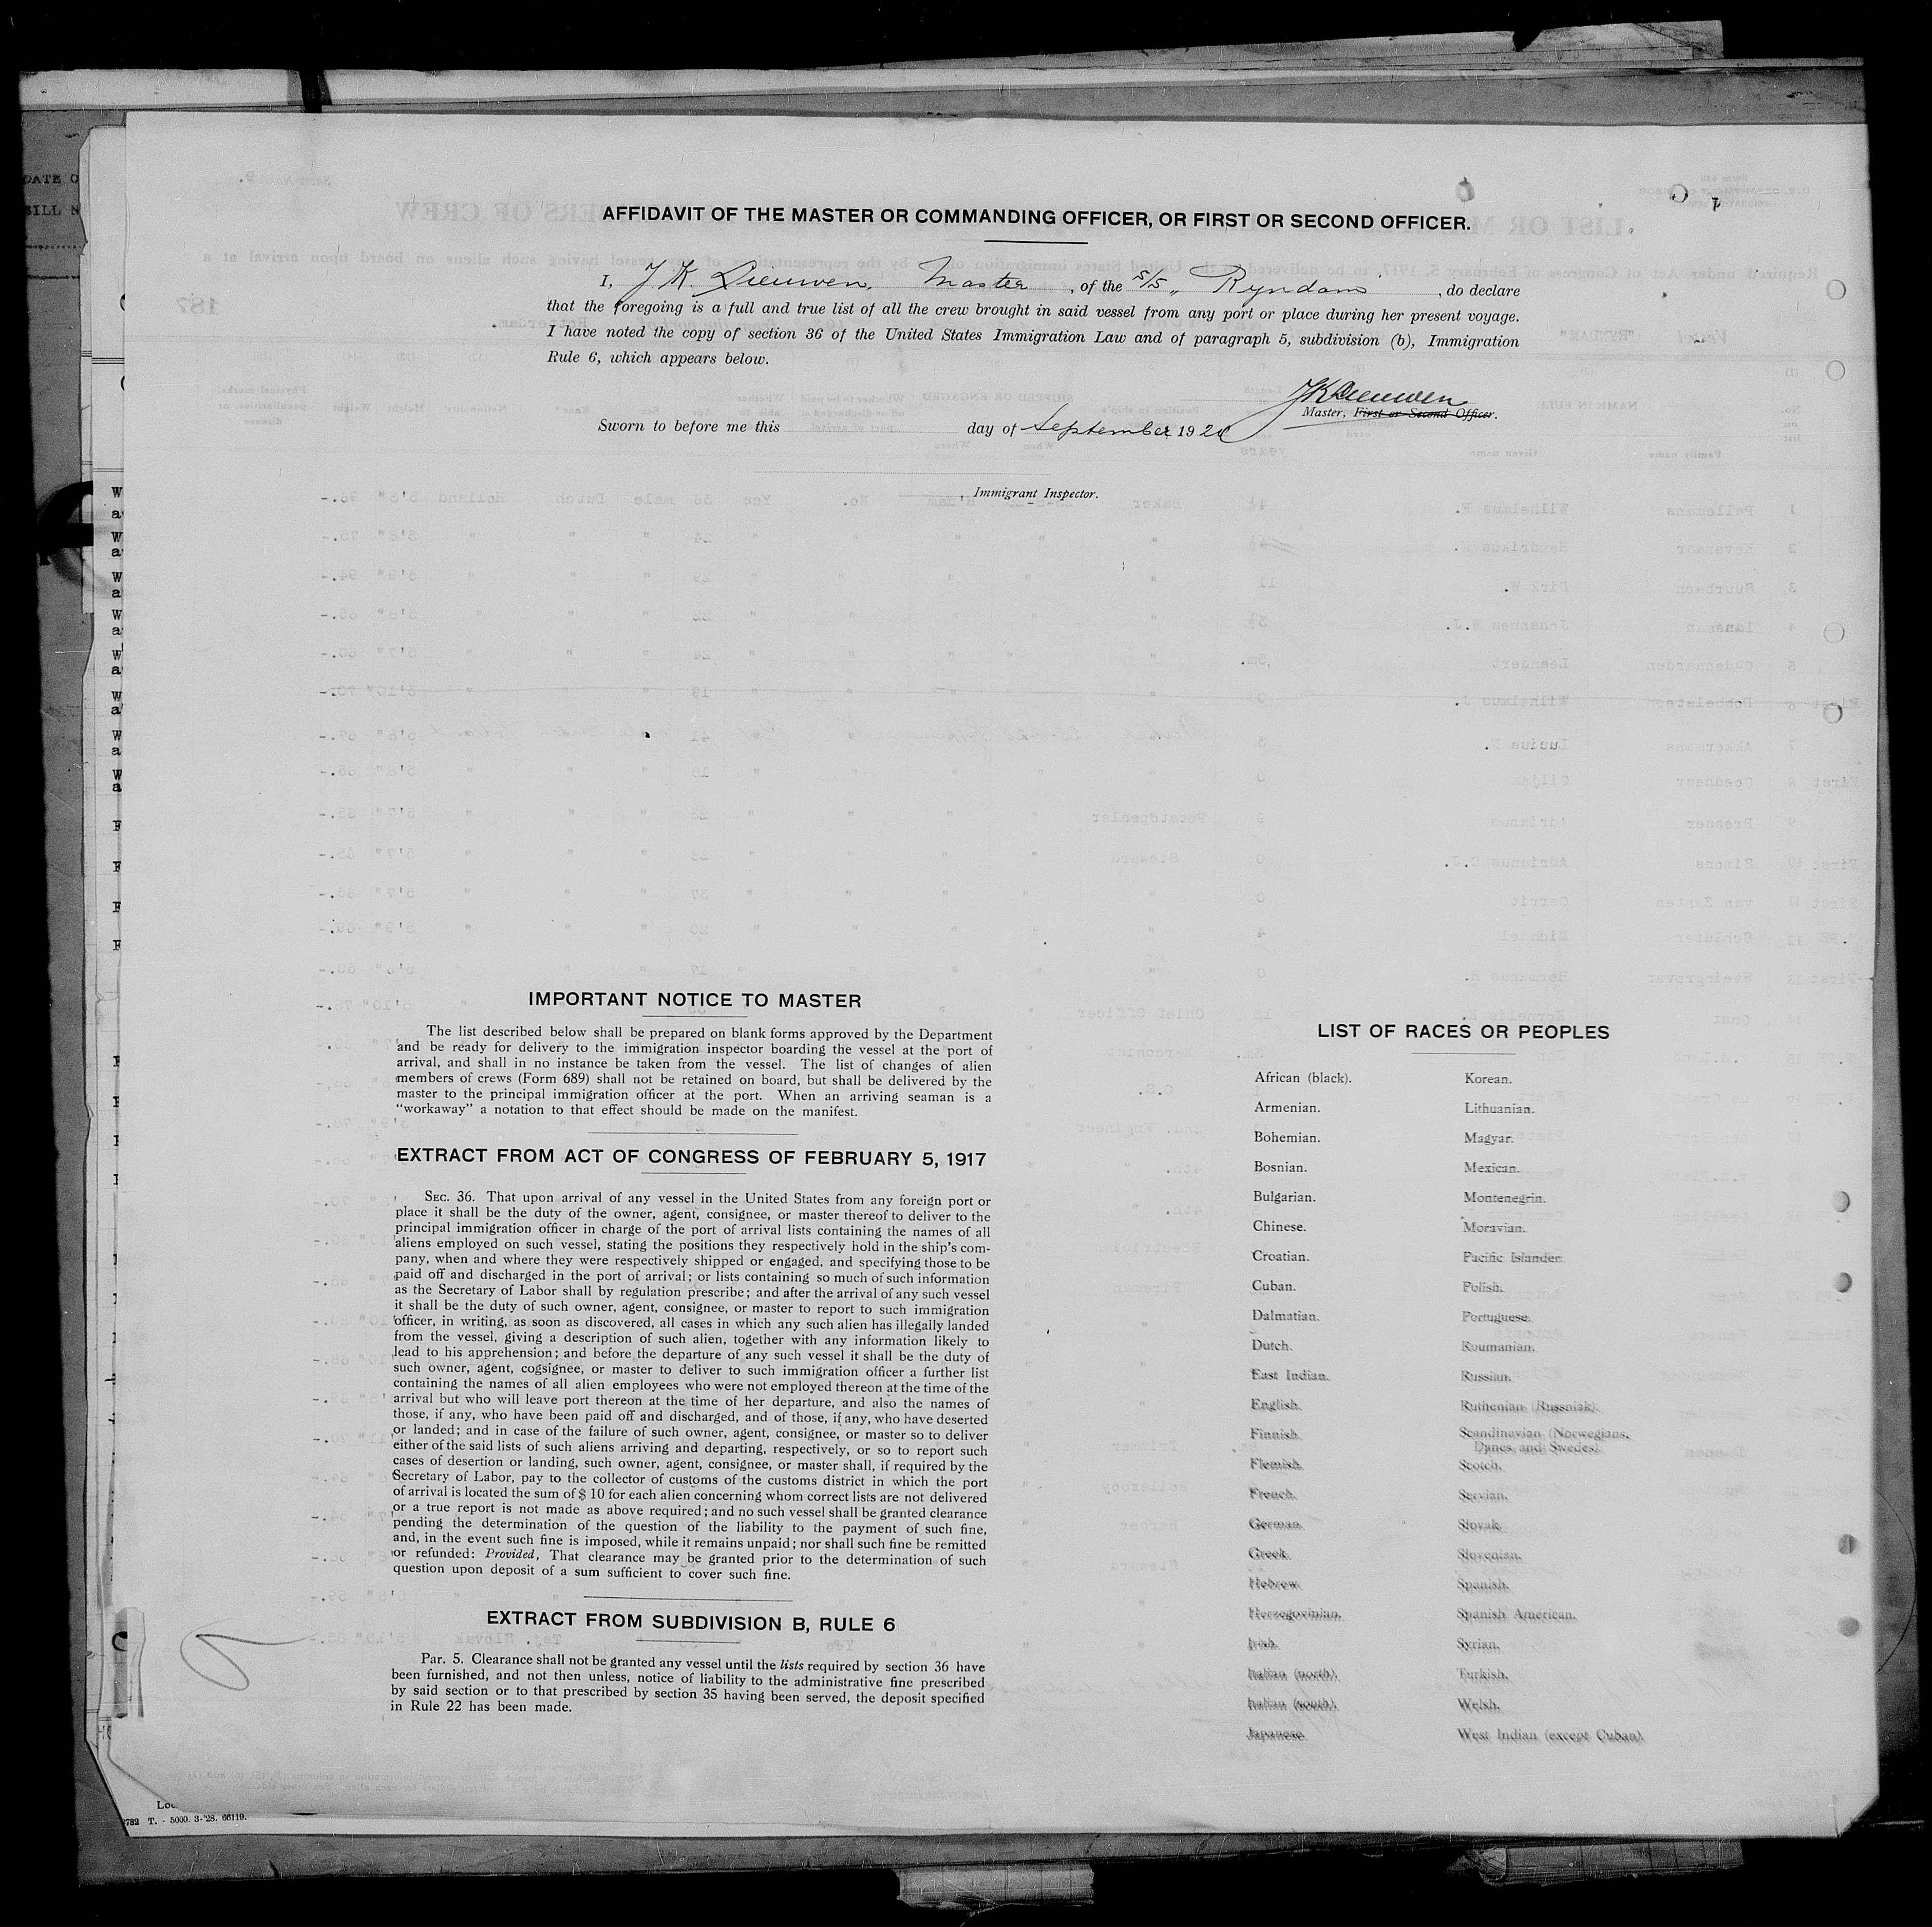 AFFIDAVIT OF THE MASTER OR COMMANDING OFFICER, OR FIRST OR SECOND OFFICER.
I, J K. Lieuwen, Master, of the S/S „ Ryndam", do declare
that the foregoing is a full and true list of all the crew brought in said vessel from any port or place during her present voyage.
I have noted the copy of section 36 of the United States Immigration Law and of paragraph 5, subdivision (b), Immigration
Rule 6, which appears below.
JKLieuwen
Master, First or Second Officer.
Sworn to before me this day of September 192
, Immigrant Inspector.
IMPORTANT NOTICE TO MASTER
The list described below shall be prepared on blank forms approved by the Department
and be ready for delivery to the immigration inspector boarding the vessel at the port of
arrival, and shall in no instance be taken from the vessel. The list of changes of alien
members of crews (Form 689) shall not be retained on board, but shall be delivered by the
master to the principal immigration officer at the port. When an arriving seaman is a
"workaway" a notation to that effect should be made on the manifest.
EXTRACT FROM ACT OF CONGRESS OF FEBRUARY 5, 1917
SEC. 36. That upon arrival of any vessel in the United States from any foreign port or
place it shall be the duty of the owner, agent, consignee, or master thereof to deliver to the
principal immigration officer in charge of the port of arrival lists containing the names of all
aliens employed on such vessel, stating the positions they respectively hold in the ship's com-
pany, when and where they were respectively shipped or engaged, and specifying those to be
paid off and discharged in the port of arrival; or lists containing so much of such information
as the Secretary of Labor shall by regulation prescribe; and after the arrival of any such vessel
it shall be the duty of such owner, agent, consignee, or master to report to such immigration
officer, in writing, as soon as discovered, all cases in which any such alien has illegally landed
from the vessel, giving a description of such alien, together with any information likely to
lead to his apprehension; and before the departure of any such vessel it shall be the duty of
such owner, agent, cogsignee, or master to deliver to such immigration officer a further list
containing the names of all alien employees who were not employed thereon at the time of the
arrival but who will leave port thereon at the time of her departure, and also the names of
those, if any, who have been paid off and discharged, and of those, if any, who have deserted
or landed; and in case of the failure of such owner, agent, consignee, or master so to deliver
either of the said lists of such aliens arriving and departing, respectively, or so to report such
cases of desertion or landing, such owner, agent, consignee, or master shall, if required by the
Secretary of Labor, pay to the collector of customs of the customs district in which the port
of arrival is located the sum of $ 10 for each alien concerning whom correct lists are not delivered
or a true report is not made as above required; and no such vessel shall be granted clearance
pending the determination of the question of the liability to the payment of such fine,
and, in the event such fine is imposed, while it remains unpaid; nor shall such fine be remitted
or refunded: Provided, That clearance may be granted prior to the determination of such
question upon deposit of a sum sufficient to cover such fine.
EXTRACT FROM SUBDIVISION B, RULE 6
Par. 5. Clearance shall not be granted any vessel until the lists required by section 36 have
been furnished, and not then unless, notice of liability to the administrative fine prescribed
by said section or to that prescribed by section 35 having been served, the deposit specified
in Rule 22 has been made.
LIST OF RACES OR PEOPLES
African (black).
Armenian.
Bohemian.
Bosnian.
Bulgarian.
Chinese.
Croatian.
Cuban.
Dalmatian.
Dutch.
East Indian.
English.
Finnish.
Flemish.
French.
German.
Greek.
Hebrew.
Herzegovinian.
Irish.
Italian (north).
Italian (south).
Japanese.
Korean.
Lithuanian.
Magyar.
Mexican.
Montenegrin.
Moravian.
Pacific Islander.
Polish.
Portuguese.
Roumanian.
Russian.
Ruthenian (Russniak).
Scandinavian (Norwegians,
Danes, and Swedes).
Scotch.
Servian.
Slovak.
Slovenian.
Spanish.
Spanish American.
Syrian.
Turkish.
Welsh.
West Indian (except Cuban).
T. - 5000. 3-'28. 66119.